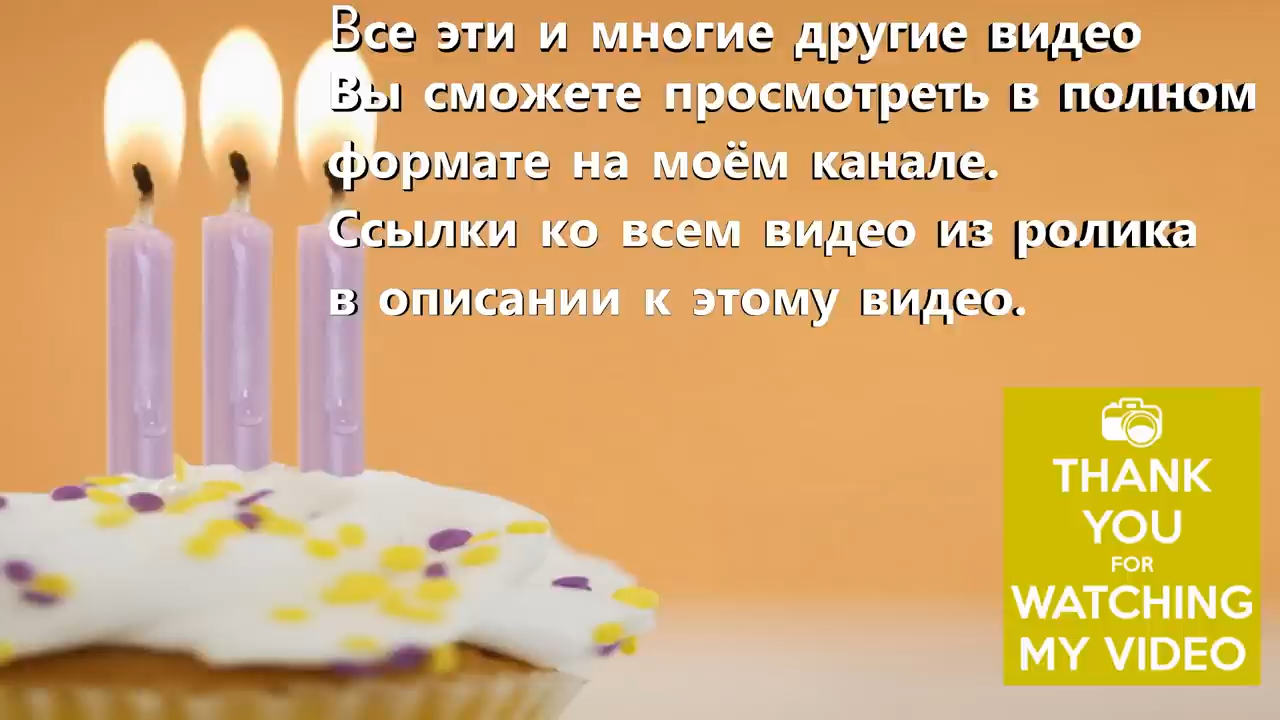 Все эти и многие другие видео
Вы сможете просмотреть в полном
формате на моём канале.
Ссылки ко всем видео из ролика
в описании к этому видео.
THANK
YOU
FOR
WATCHING
MY VIDEO